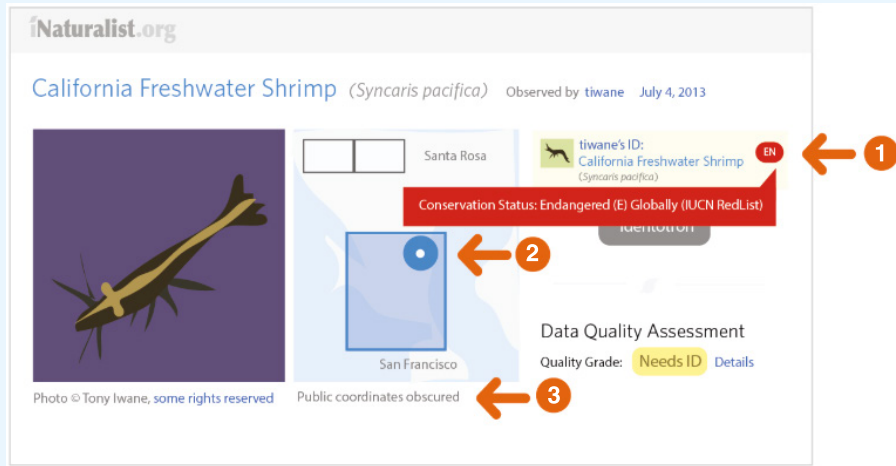 iNaturalist.org
California Freshwater Shrimp (Syncaris pacifica) Observed by tiwane July 4, 2013
Santa Rosa
San Francisco
tiwane's ID:
California Freshwater Shrimp
(Syncaris pacifica)
EN
1
Conservation Status: Endangered (E) Globally (IUCN RedList)
Identotron
2
Data Quality Assessment
Quality Grade: Needs ID Details
Photo © Tony Iwane, some rights reserved
Public coordinates obscured
3